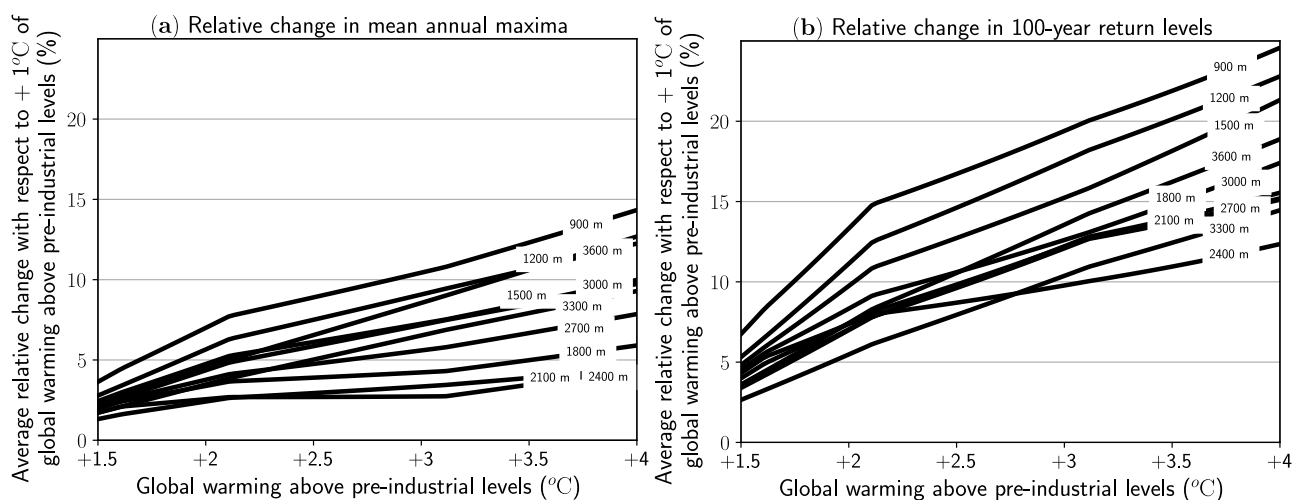 (a) Relative change in mean annual maxima
Average relative change with respect to + 1°C of
global warming above pre-industrial levels (%)
20
15
10
5
0
900 m
3600 m
1200 m
3000 m
1500 m
3300 m
2700 m
1800 m
2100 m
2400 m
+1.5
+2
+2.5
+3
+3.5
+4
Global warming above pre-industrial levels (°C)
(b) Relative change in 100-year return levels
Average relative change with respect to + 1°C of
global warming above pre-industrial levels (%)
20
15
10
5
0
900 m
1200 m
1500 m
3600 m
3000 m
1800 m
2700 m
2100 m
3300 m
2400 m
+1.5
+2
+2.5
+3
+3.5
+4
Global warming above pre-industrial levels (°C)